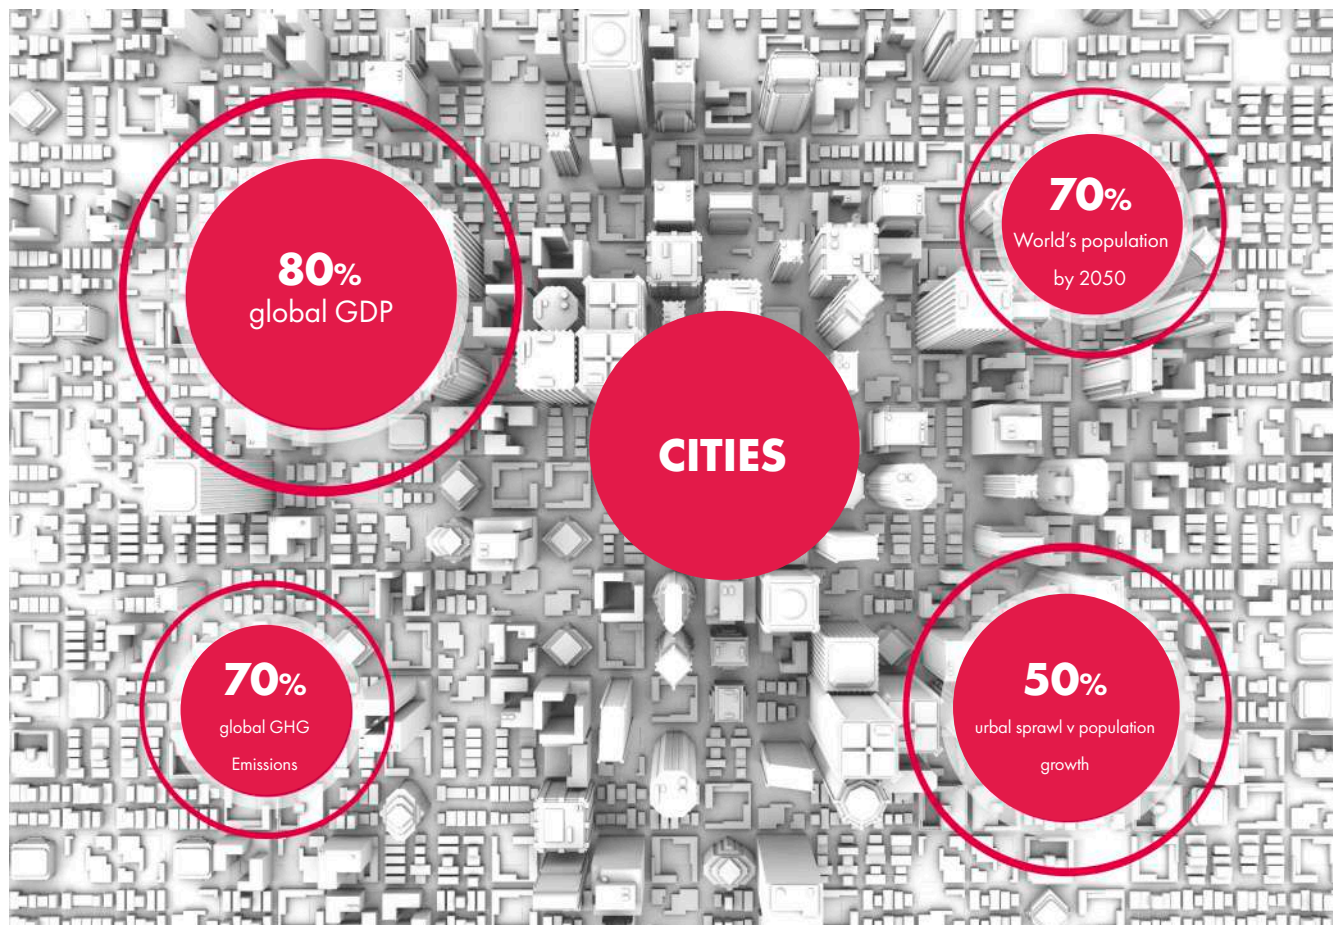 80%
global GDP
70%
World's population
by 2050
CITIES
70%
global GHG
Emissions
50%
urbal sprawl v population
growth